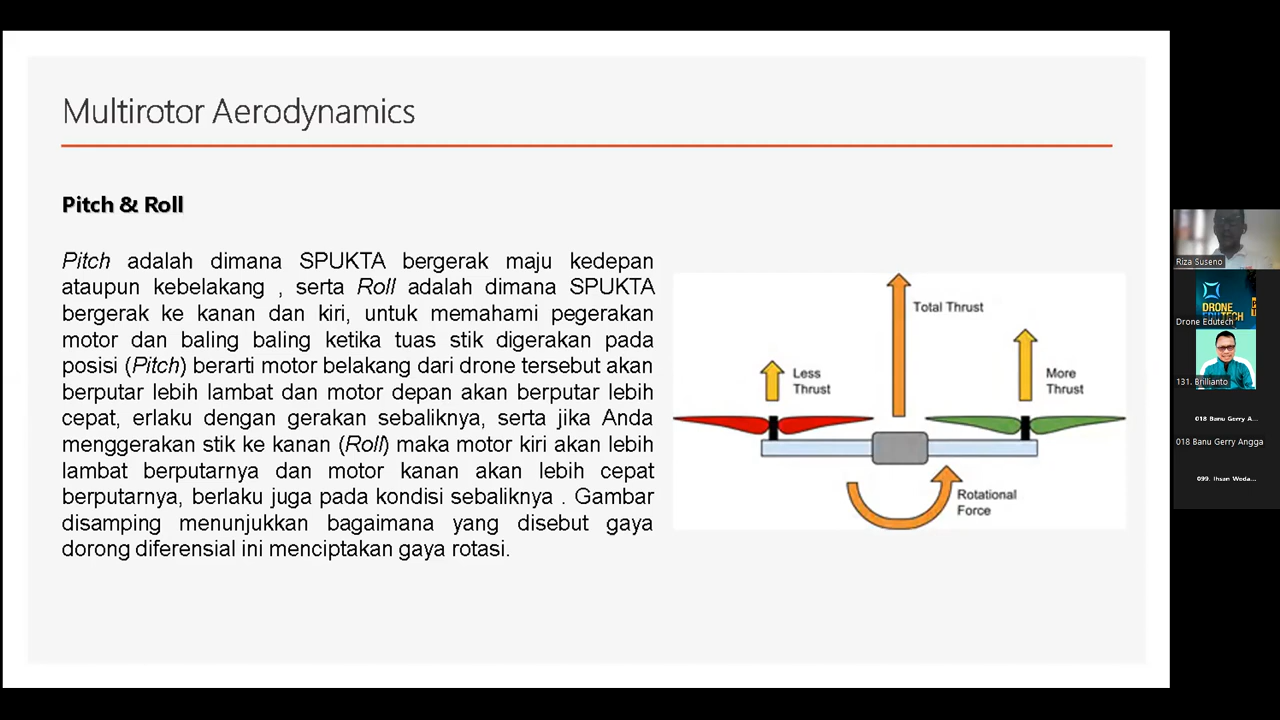 Multirotor Aerodynamics
Pitch & Roll
Pitch adalah dimana SPUKTA bergerak maju kedepan
ataupun kebelakang , serta Roll adalah dimana SPUKTA
bergerak ke kanan dan kiri, untuk memahami pegerakan
motor dan baling baling ketika tuas stik digerakan pada
posisi (Pitch) berarti motor belakang dari drone tersebut akan
berputar lebih lambat dan motor depan akan berputar lebih
cepat, erlaku dengan gerakan sebaliknya, serta jika Anda
menggerakan stik ke kanan (Roll) maka motor kiri akan lebih
lambat berputarnya dan motor kanan akan lebih cepat
berputarnya, berlaku juga pada kondisi sebaliknya . Gambar
disamping menunjukkan bagaimana yang disebut gaya
dorong diferensial ini menciptakan gaya rotasi.
Total Thrust
Less
Thrust
More
Thrust
Rotational
Force
Riza Suseno
DRONE
Drone Edutech
131. Brilianto
018 Banu Gerry A...
018 Banu Gerry Angga
099. Ihsan Weda...